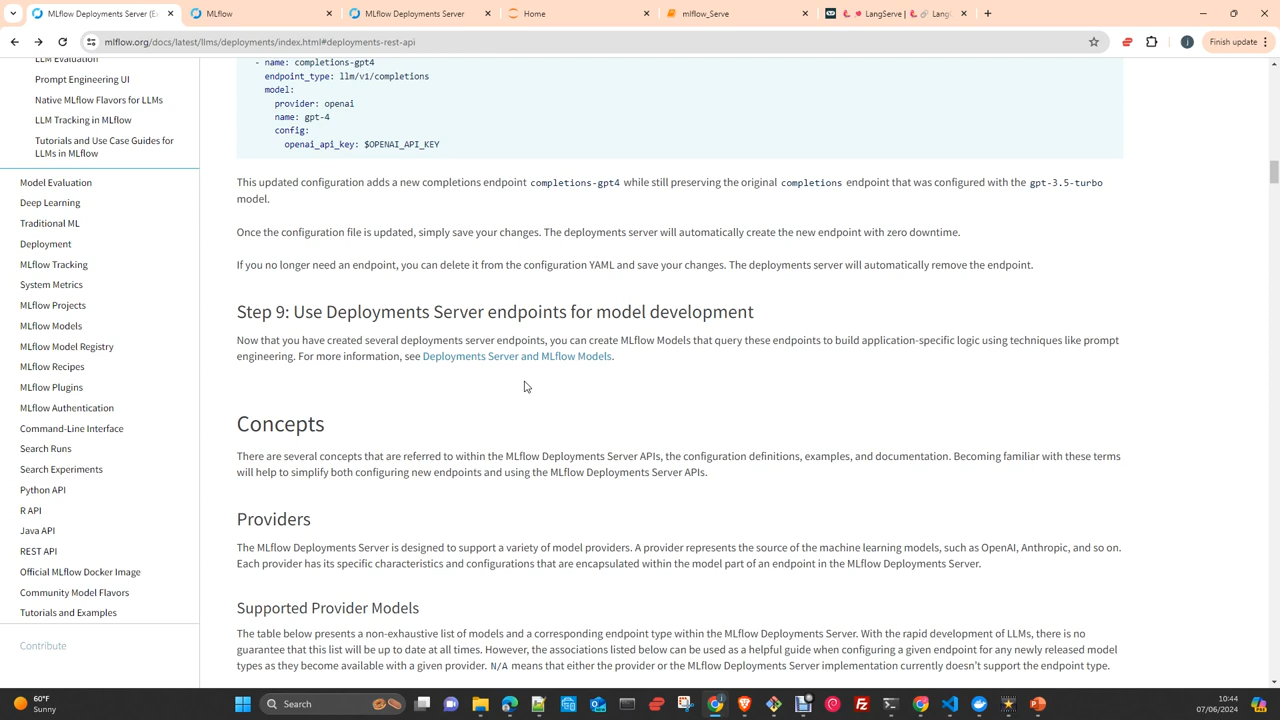 MLflow Deployments Server (E
MLflow
MLflow Deployments Server
Home
mlflow_Serve
LangServe | 🦜️🔗 Lang
Finish update
mlflow.org/docs/latest/llms/deployments/index.html#deployments-rest-api
LLM Evaluation
Prompt Engineering UI
Native MLflow Flavors for LLMs
LLM Tracking in MLflow
Tutorials and Use Case Guides for
LLMs in MLflow
Model Evaluation
Deep Learning
Traditional ML
Deployment
MLflow Tracking
System Metrics
MLflow Projects
MLflow Models
MLflow Model Registry
MLflow Recipes
MLflow Plugins
MLflow Authentication
Command-Line Interface
Search Runs
Search Experiments
Python API
R API
Java API
REST API
Official MLflow Docker Image
Community Model Flavors
Tutorials and Examples
Contribute
- name: completions-gpt4
endpoint_type: llm/v1/completions
model:
provider: openai
name: gpt-4
config:
openai_api_key: $OPENAI_API_KEY
This updated configuration adds a new completions endpoint completions-gpt4 while still preserving the original completions endpoint that was configured with the gpt-3.5-turbo
model.
Once the configuration file is updated, simply save your changes. The deployments server will automatically create the new endpoint with zero downtime.
If you no longer need an endpoint, you can delete it from the configuration YAML and save your changes. The deployments server will automatically remove the endpoint.
Step 9: Use Deployments Server endpoints for model development
Now that you have created several deployments server endpoints, you can create MLflow Models that query these endpoints to build application-specific logic using techniques like prompt
engineering. For more information, see Deployments Server and MLflow Models.
Concepts
There are several concepts that are referred to within the MLflow Deployments Server APIs, the configuration definitions, examples, and documentation. Becoming familiar with these terms
will help to simplify both configuring new endpoints and using the MLflow Deployments Server APIs.
Providers
The MLflow Deployments Server is designed to support a variety of model providers. A provider represents the source of the machine learning models, such as OpenAI, Anthropic, and so on.
Each provider has its specific characteristics and configurations that are encapsulated within the model part of an endpoint in the MLflow Deployments Server.
Supported Provider Models
The table below presents a non-exhaustive list of models and a corresponding endpoint type within the MLflow Deployments Server. With the rapid development of LLMs, there is no
guarantee that this list will be up to date at all times. However, the associations listed below can be used as a helpful guide when configuring a given endpoint for any newly released model
types as they become available with a given provider. N/A means that either the provider or the MLflow Deployments Server implementation currently doesn't support the endpoint type.
60°F
Sunny
Search
10:44
07/06/2024